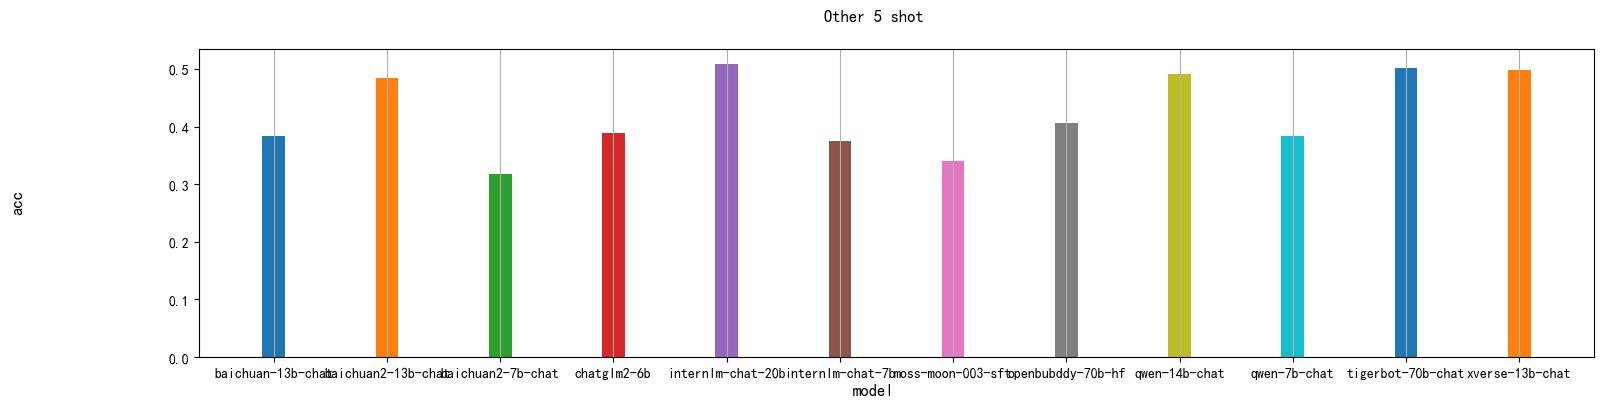 Other 5 shot
acc
0.5
0.4
0.3
0.2
0.1
0.0
baichuan-13b-chat baichuan2-13b-chat baichuan2-7b-chat chatglm2-6b internlm-chat-20b internlm-chat-7b moss-moon-003-sft openbubddy-70b-hf qwen-14b-chat qwen-7b-chat tigerbot-70b-chat xverse-13b-chat
model